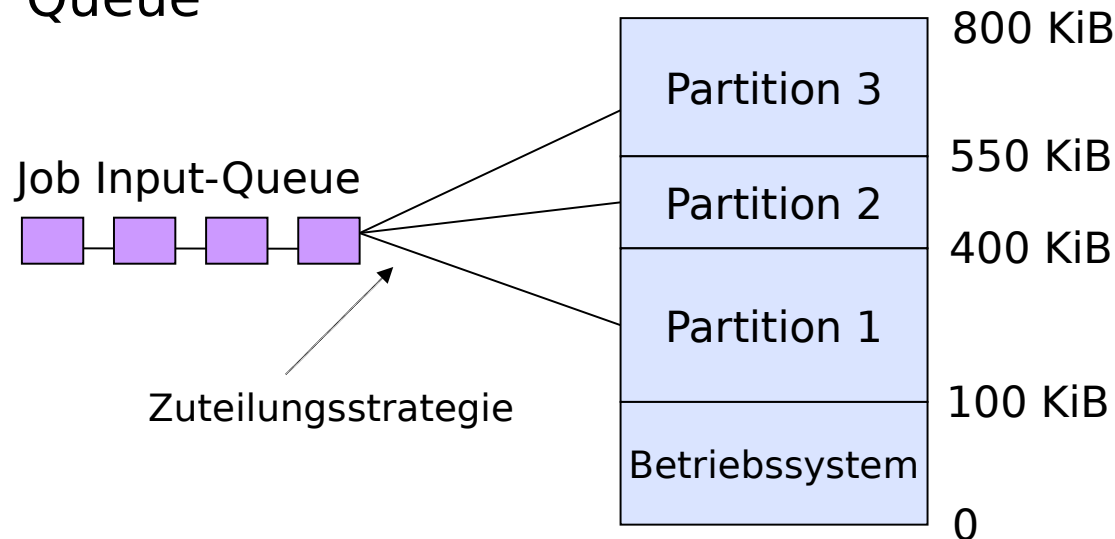 Queue
800 KiB
Partition 3
550 KiB
Job Input-Queue
Partition 2
400 KiB
Partition 1
Zuteilungsstrategie
100 KiB
Betriebssystem
0